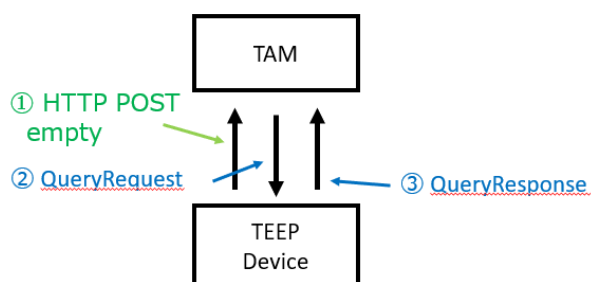 TAM
① HTTP POST
empty
② QueryRequest
③ QueryResponse
TEEP
Device